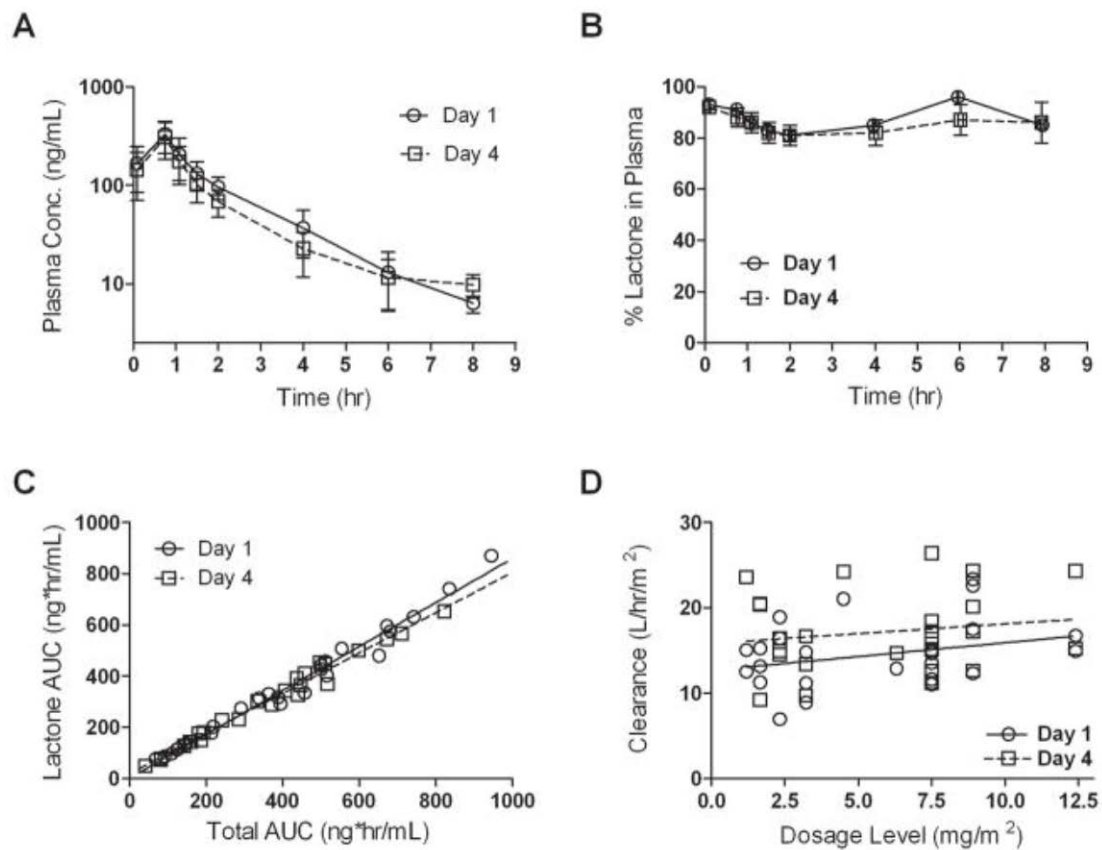 A
Plasma Conc. (ng/mL)
1000
100
10
Day 1
Day 4
0 1 2 3 4 5 6 7 8 9
Time (hr)
B
% Lactone in Plasma
100
80
60
40
20
0
Day 1
Day 4
0 1 2 3 4 5 6 7 8 9
Time (hr)
C
Lactone AUC (ng*hr/mL)
1000
800
600
400
200
0
Day 1
Day 4
0 200 400 600 800 1000
Total AUC (ng*hr/mL)
D
Clearance (L/hr/m²)
30
20
10
0
Day 1
Day 4
0.0 2.5 5.0 7.5 10.0 12.5
Dosage Level (mg/m²)